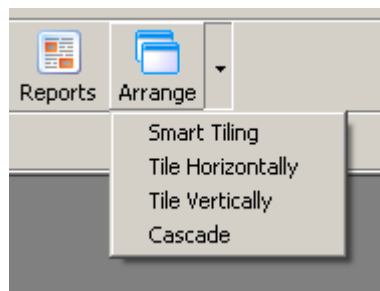 Reports Arrange
Smart Tiling
Tile Horizontally
Tile Vertically
Cascade